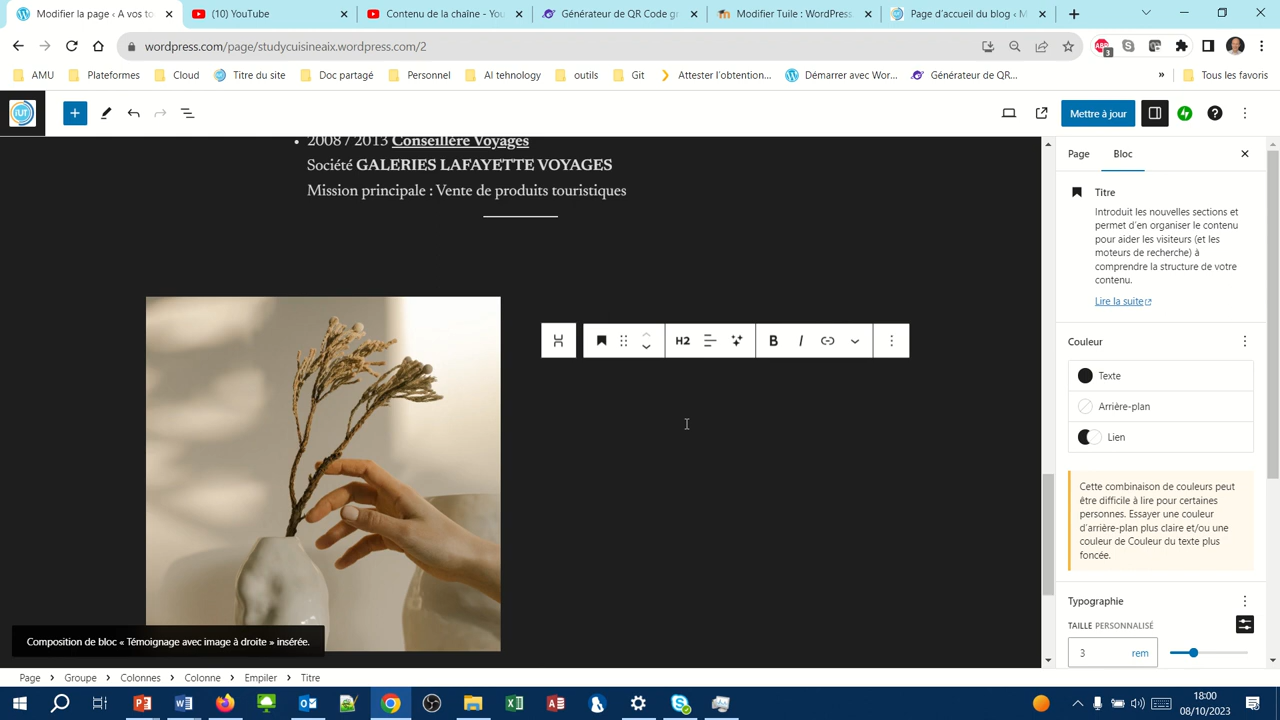 Modifier la page < A vos to
(10) YouTube
Contenu de la chaîne - You
Générateur de QR Code gr
Modifier Tuile : WordPress
Page d'accueil du blog < M
wordpress.com/page/studycuisineaix.wordpress.com/2
3
AMU
Plateformes
Cloud
Titre du site
Doc partagé
Personnel
AI tehnology
outils
Git
Attester l'obtention...
Démarrer avec Wor...
Générateur de QR...
»
Tous les favoris
iUT
Mettre à jour
• 2008 / 2013 Conseillère Voyages
Société GALERIES LAFAYETTE VOYAGES
Mission principale : Vente de produits touristiques
H2
B
I
Page
Bloc
Titre
Introduit les nouvelles sections et
permet d'en organiser le contenu
pour aider les visiteurs (et les
moteurs de recherche) à
comprendre la structure de votre
contenu.
Lire la suite
Couleur
Texte
Arrière-plan
Lien
Cette combinaison de couleurs peut
être difficile à lire pour certaines
personnes. Essayer une couleur
d'arrière-plan plus claire et/ou une
couleur de Couleur du texte plus
foncée.
Typographie
TAILLE PERSONNALISÉ
3 rem
Composition de bloc « Témoignage avec image à droite » insérée.
Page > Groupe > Colonnes > Colonne > Empiler > Titre
18:00
08/10/2023